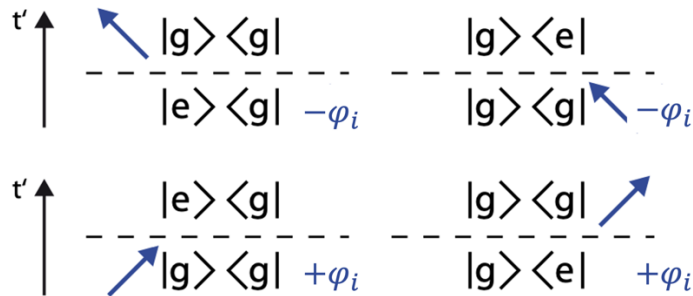 t‘ |g> <g| |g> <e|
|e> <g| −φᵢ |g> <g| −φᵢ
t‘ |e> <g| |g> <g|
|g> <g| +φᵢ |g> <e| +φᵢ